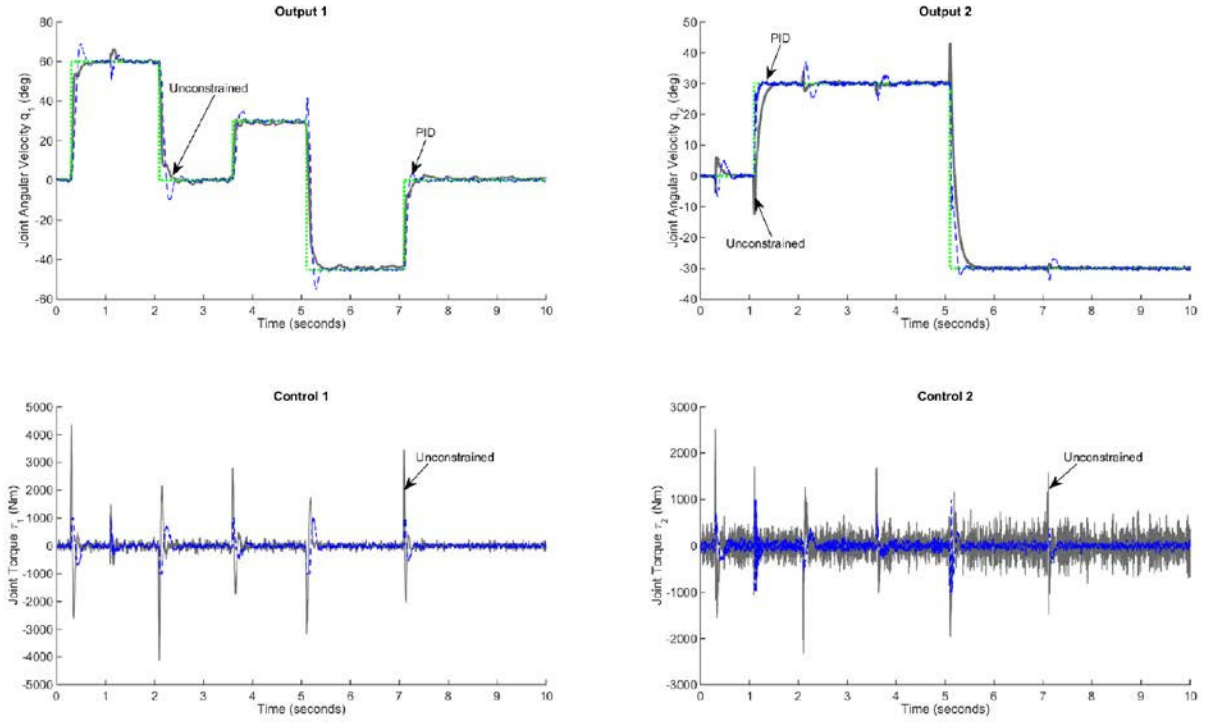 Output 1
Joint Angular Velocity q_1 (deg)
80
60
40
20
0
-20
-40
-60
Unconstrained
PID
0 1 2 3 4 5 6 7 8 9 10
Time (seconds)
Output 2
Joint Angular Velocity q_2 (deg)
50
40
30
20
10
0
-10
-20
-30
-40
PID
Unconstrained
0 1 2 3 4 5 6 7 8 9 10
Time (seconds)
Control 1
Joint Torque τ_1 (Nm)
5000
4000
3000
2000
1000
0
-1000
-2000
-3000
-4000
-5000
Unconstrained
0 1 2 3 4 5 6 7 8 9 10
Time (seconds)
Control 2
Joint Torque τ_2 (Nm)
3000
2000
1000
0
-1000
-2000
-3000
Unconstrained
0 1 2 3 4 5 6 7 8 9 10
Time (seconds)